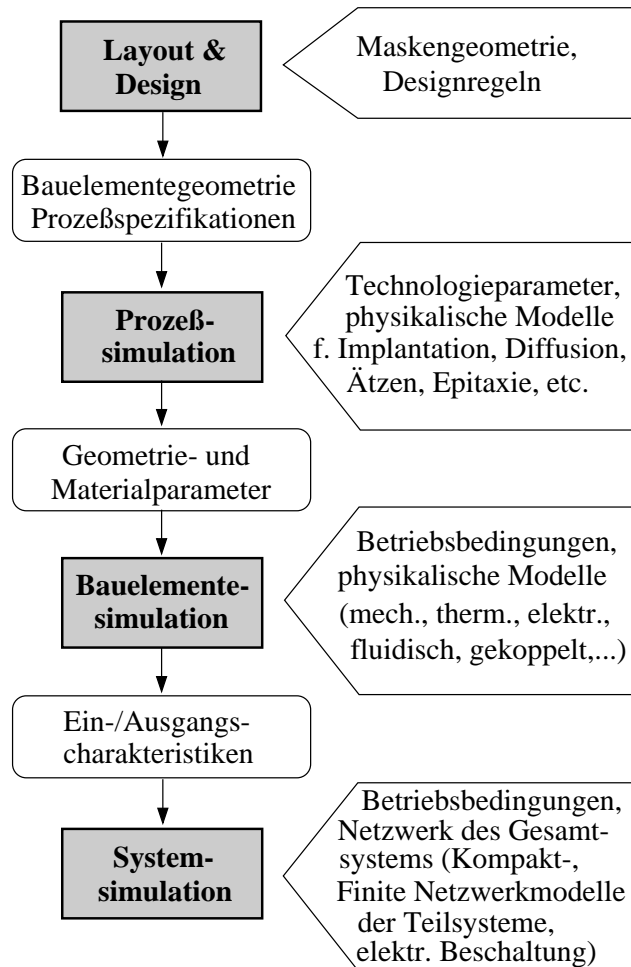 Layout &
Design
Maskengeometrie,
Designregeln
Bauelementegeometrie
Prozeßspezifikationen
Prozeß-
simulation
Technologieparameter,
physikalische Modelle
f. Implantation, Diffusion,
Ätzen, Epitaxie, etc.
Geometrie- und
Materialparameter
Bauelemente-
simulation
Betriebsbedingungen,
physikalische Modelle
(mech., therm., elektr.,
fluidisch, gekoppelt,...)
Ein-/Ausgangs-
charakteristiken
System-
simulation
Betriebsbedingungen,
Netzwerk des Gesamt-
systems (Kompakt-,
Finite Netzwerkmodelle
der Teilsysteme,
elektr. Beschaltung)